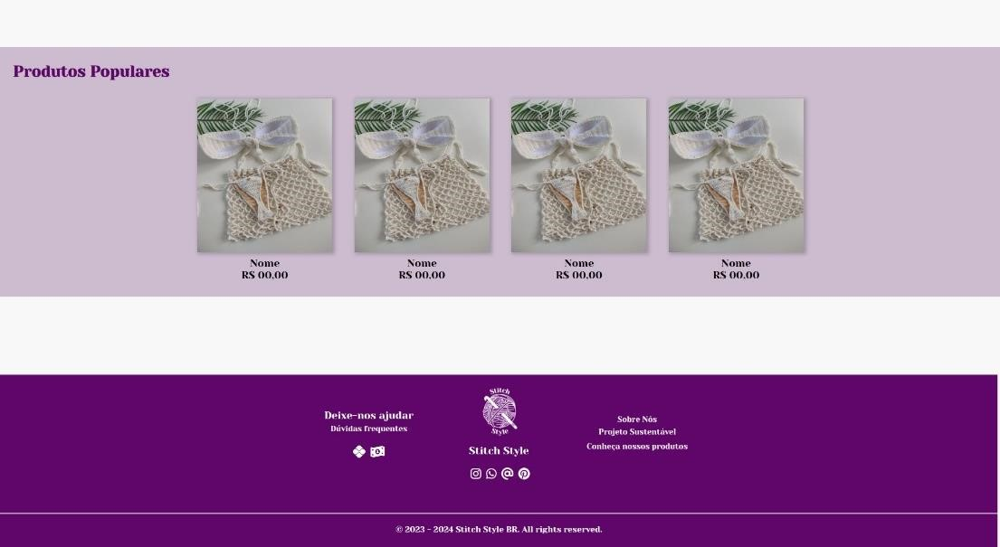 Produtos Populares
Nome
R$ 00,00
Nome
R$ 00,00
Nome
R$ 00,00
Nome
R$ 00,00
Deixe-nos ajudar
Dúvidas frequentes
Stitch
Style
Stitch Style
Sobre Nós
Projeto Sustentável
Conheça nossos produtos
© 2023 - 2024 Stitch Style BR. All rights reserved.